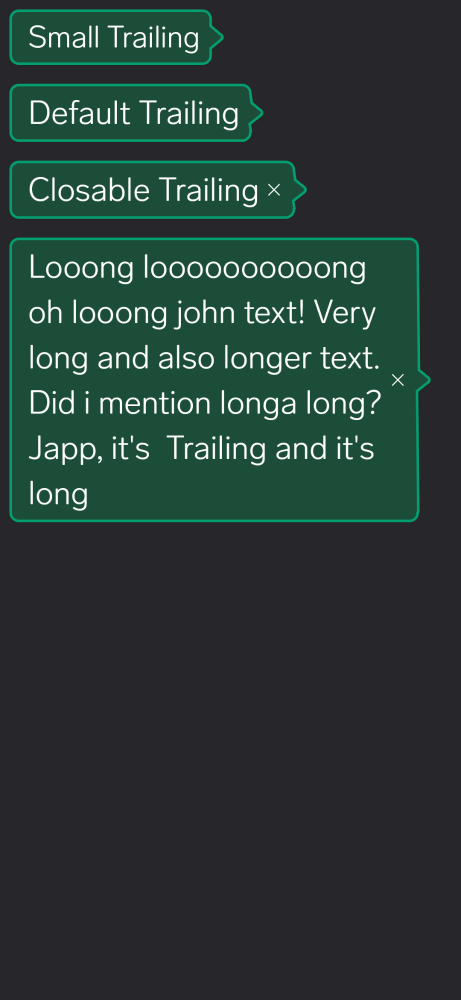 Small Trailing
Default Trailing
Closable Trailing ×
Looong looooooooooong
oh looong john text! Very
long and also longer text.
Did i mention longa long?
Japp, it's  Trailing and it's
long
×